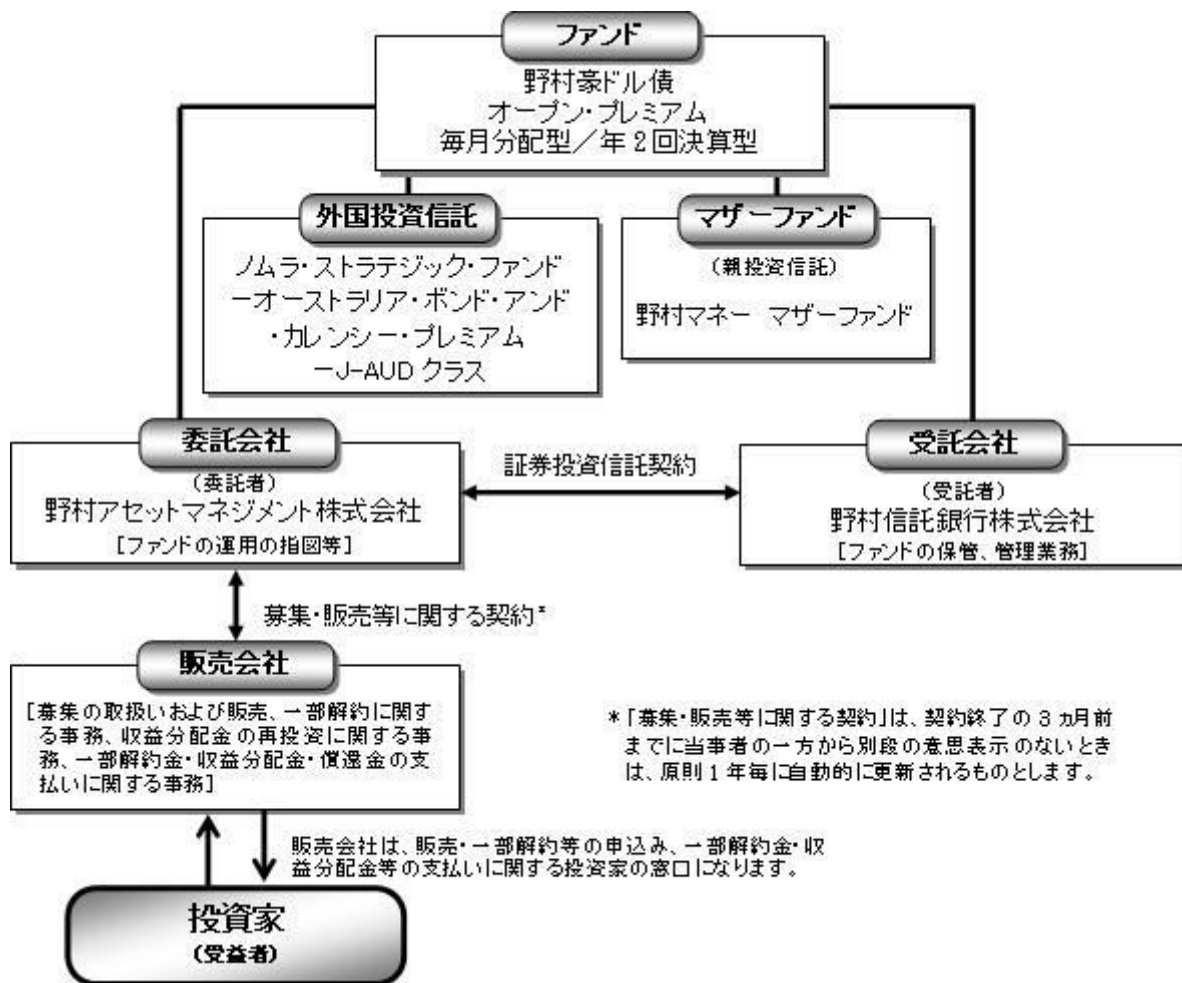 ファンド
野村豪ドル債
オープン・プレミアム
毎月分配型／年２回決算型
外国投資信託
ノムラ・ストラテジック・ファンド
－オーストラリア・ボンド・アンド
・カレンシー・プレミアム
－J-AUD クラス
マザーファンド
(親投資信託)
野村マネー マザーファンド
委託会社
(委託者)
野村アセットマネジメント株式会社
[ファンドの運用の指図等]
証券投資信託契約
受託会社
(受託者)
野村信託銀行株式会社
[ファンドの保管、管理業務]
募集・販売等に関する契約*
販売会社
[募集の取扱いおよび販売、一部解約に関す
る事務、収益分配金の再投資に関する事
務、一部解約金・収益分配金・償還金の支
払いに関する事務]
*「募集・販売等に関する契約」は、契約終了の３ヵ月前
までに当事者の一方から別段の意思表示のないとき
は、原則１年毎に自動的に更新されるものとします。
販売会社は、販売・一部解約等の申込み、一部解約金・収
益分配金等の支払いに関する投資家の窓口になります。
投資家
(受益者)